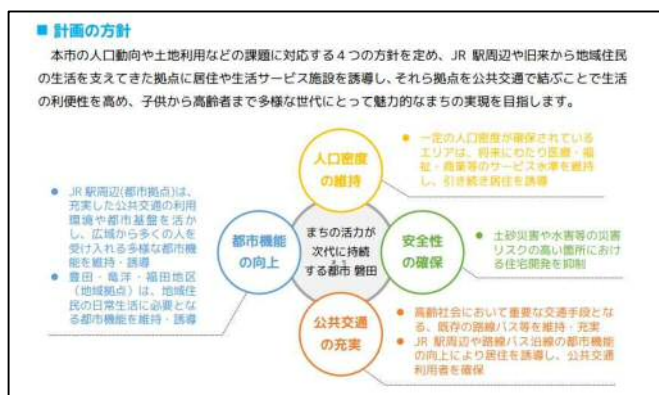 ■ 計画の方針
本市の人口動向や土地利用などの課題に対応する４つの方針を定め、JR 駅周辺や旧来から地域住民
の生活を支えてきた拠点に居住や生活サービス施設を誘導し、それら拠点を公共交通で結ぶことで生活
の利便性を高め、子供から高齢者まで多様な世代にとって魅力的なまちの実現を目指します。
人口密度
の維持
● 一定の人口密度が確保されている
エリアは、将来にわたり医療・福
祉・商業等のサービス水準を維持
し、引き続き居住を誘導
● JR 駅周辺(都市拠点)は、
充実した公共交通の利用
環境や都市基盤を活か
し、広域から多くの人を
受け入れる多様な都市機
能を維持・誘導
● 豊田・竜洋・福田地区
（地域拠点）は、地域住
民の日常生活に必要とな
る都市機能を維持・誘導
都市機能
の向上
まちの活力が
次代に持続
する都市 磐田
安全性
の確保
● 土砂災害や水害等の災害
リスクの高い箇所におけ
る住宅開発を抑制
公共交通
の充実
● 高齢社会において重要な交通手段とな
る、既存の路線バス等を維持・充実
● JR 駅周辺や路線バス沿線の都市機能
の向上により居住を誘導し、公共交通
利用者を確保